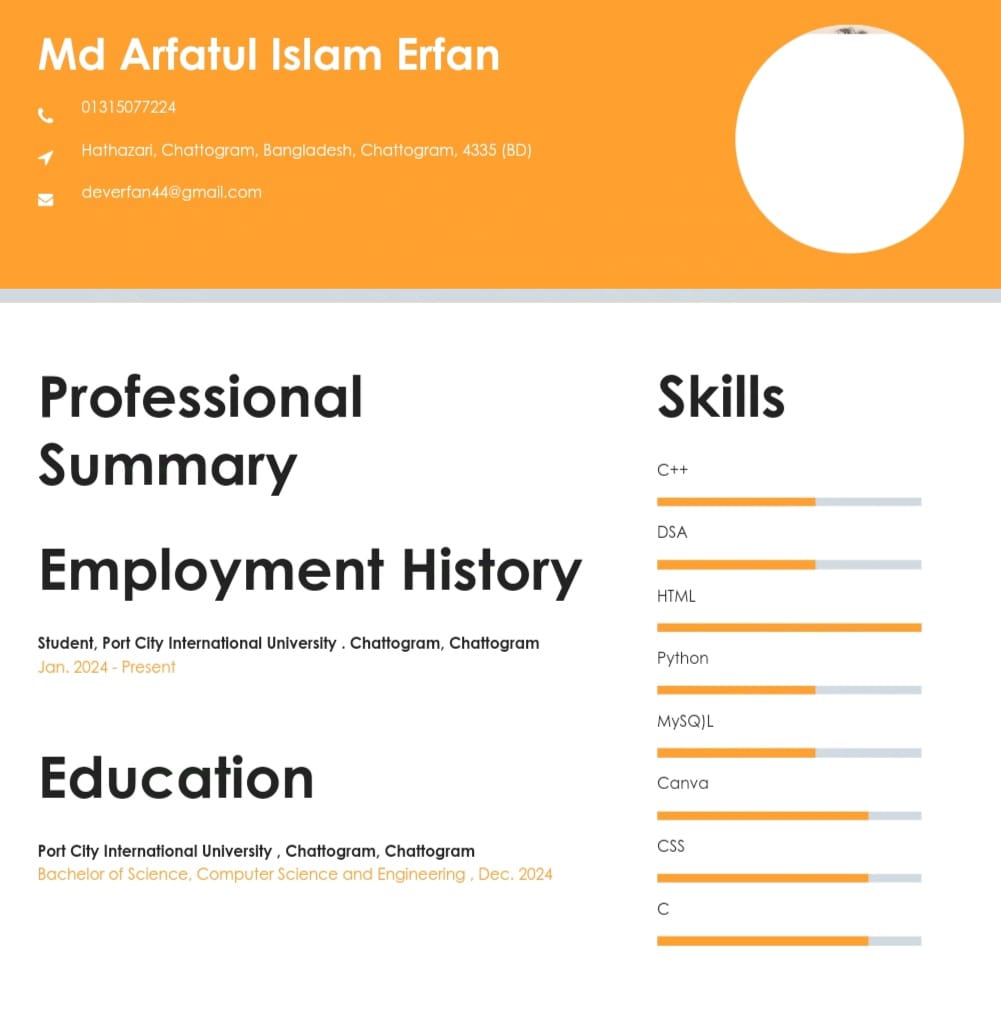 Md Arfatul Islam Erfan
01315077224
Hathazari, Chattogram, Bangladesh, Chattogram, 4335 (BD)
deverfan44@gmail.com
Professional
Summary
Employment History
Student, Port City International University . Chattogram, Chattogram
Jan. 2024 - Present
Education
Port City International University , Chattogram, Chattogram
Bachelor of Science, Computer Science and Engineering , Dec. 2024
Skills
C++
DSA
HTML
Python
MySQ)L
Canva
CSS
C